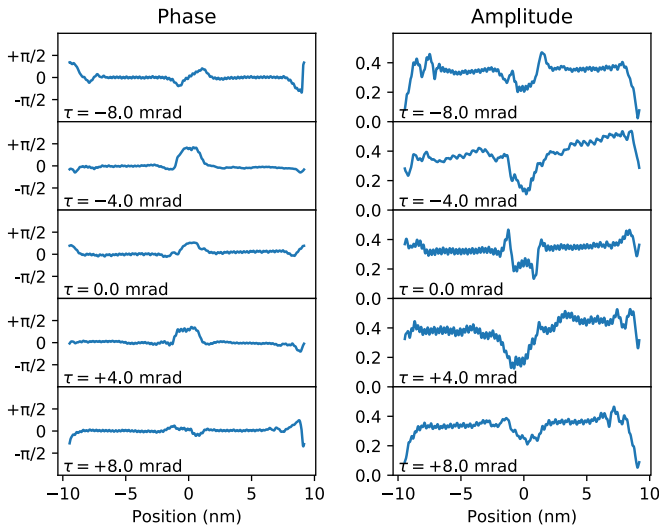 Phase Amplitude
+π/2
0
-π/2
τ = −8.0 mrad
0.4
0.2
τ = −8.0 mrad
+π/2
0
-π/2
τ = −4.0 mrad
0.0
0.4
0.2
0.0
τ = −4.0 mrad
+π/2
0
-π/2
τ = 0.0 mrad
0.4
0.2
0.0
τ = 0.0 mrad
+π/2
0
-π/2
τ = +4.0 mrad
0.4
0.2
0.0
τ = +4.0 mrad
+π/2
0
-π/2
τ = +8.0 mrad
0.4
0.2
0.0
τ = +8.0 mrad
−10 −5 0 5 10
Position (nm)
−10 −5 0 5 10
Position (nm)